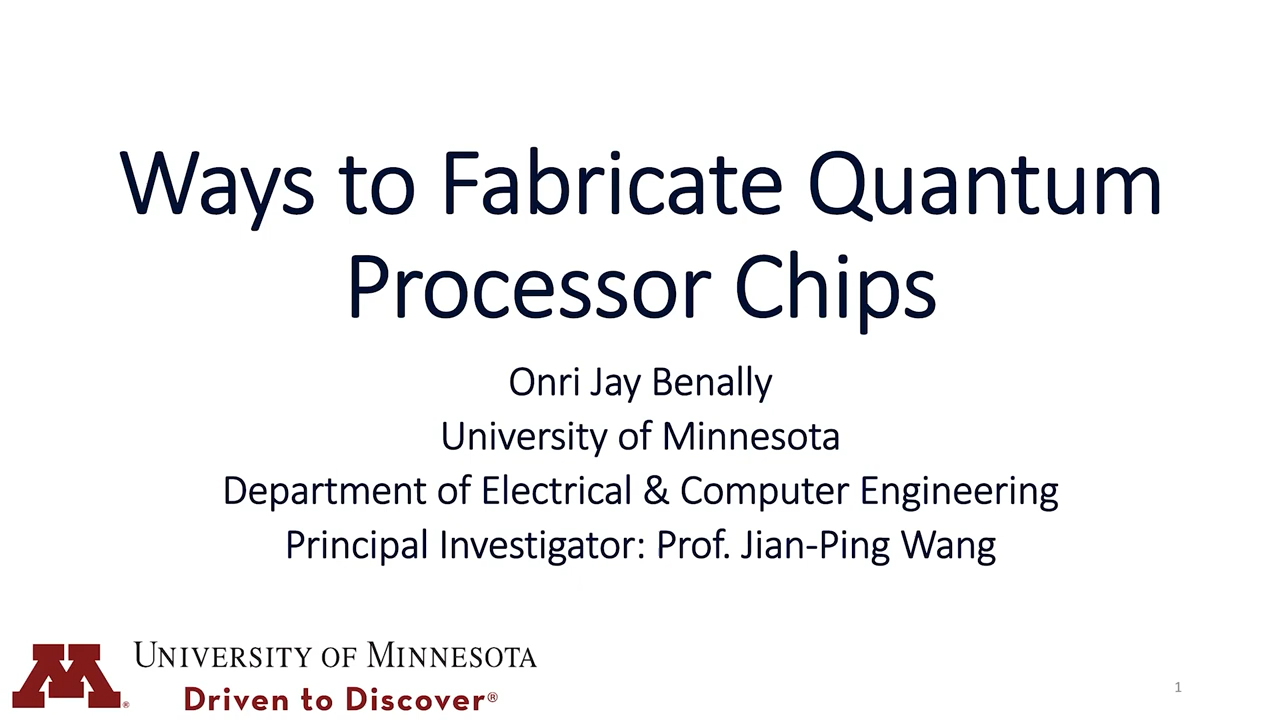 Ways to Fabricate Quantum
Processor Chips
Onri Jay Benally
University of Minnesota
Department of Electrical & Computer Engineering
Principal Investigator: Prof. Jian-Ping Wang
M®
UNIVERSITY OF MINNESOTA
Driven to Discover®
1